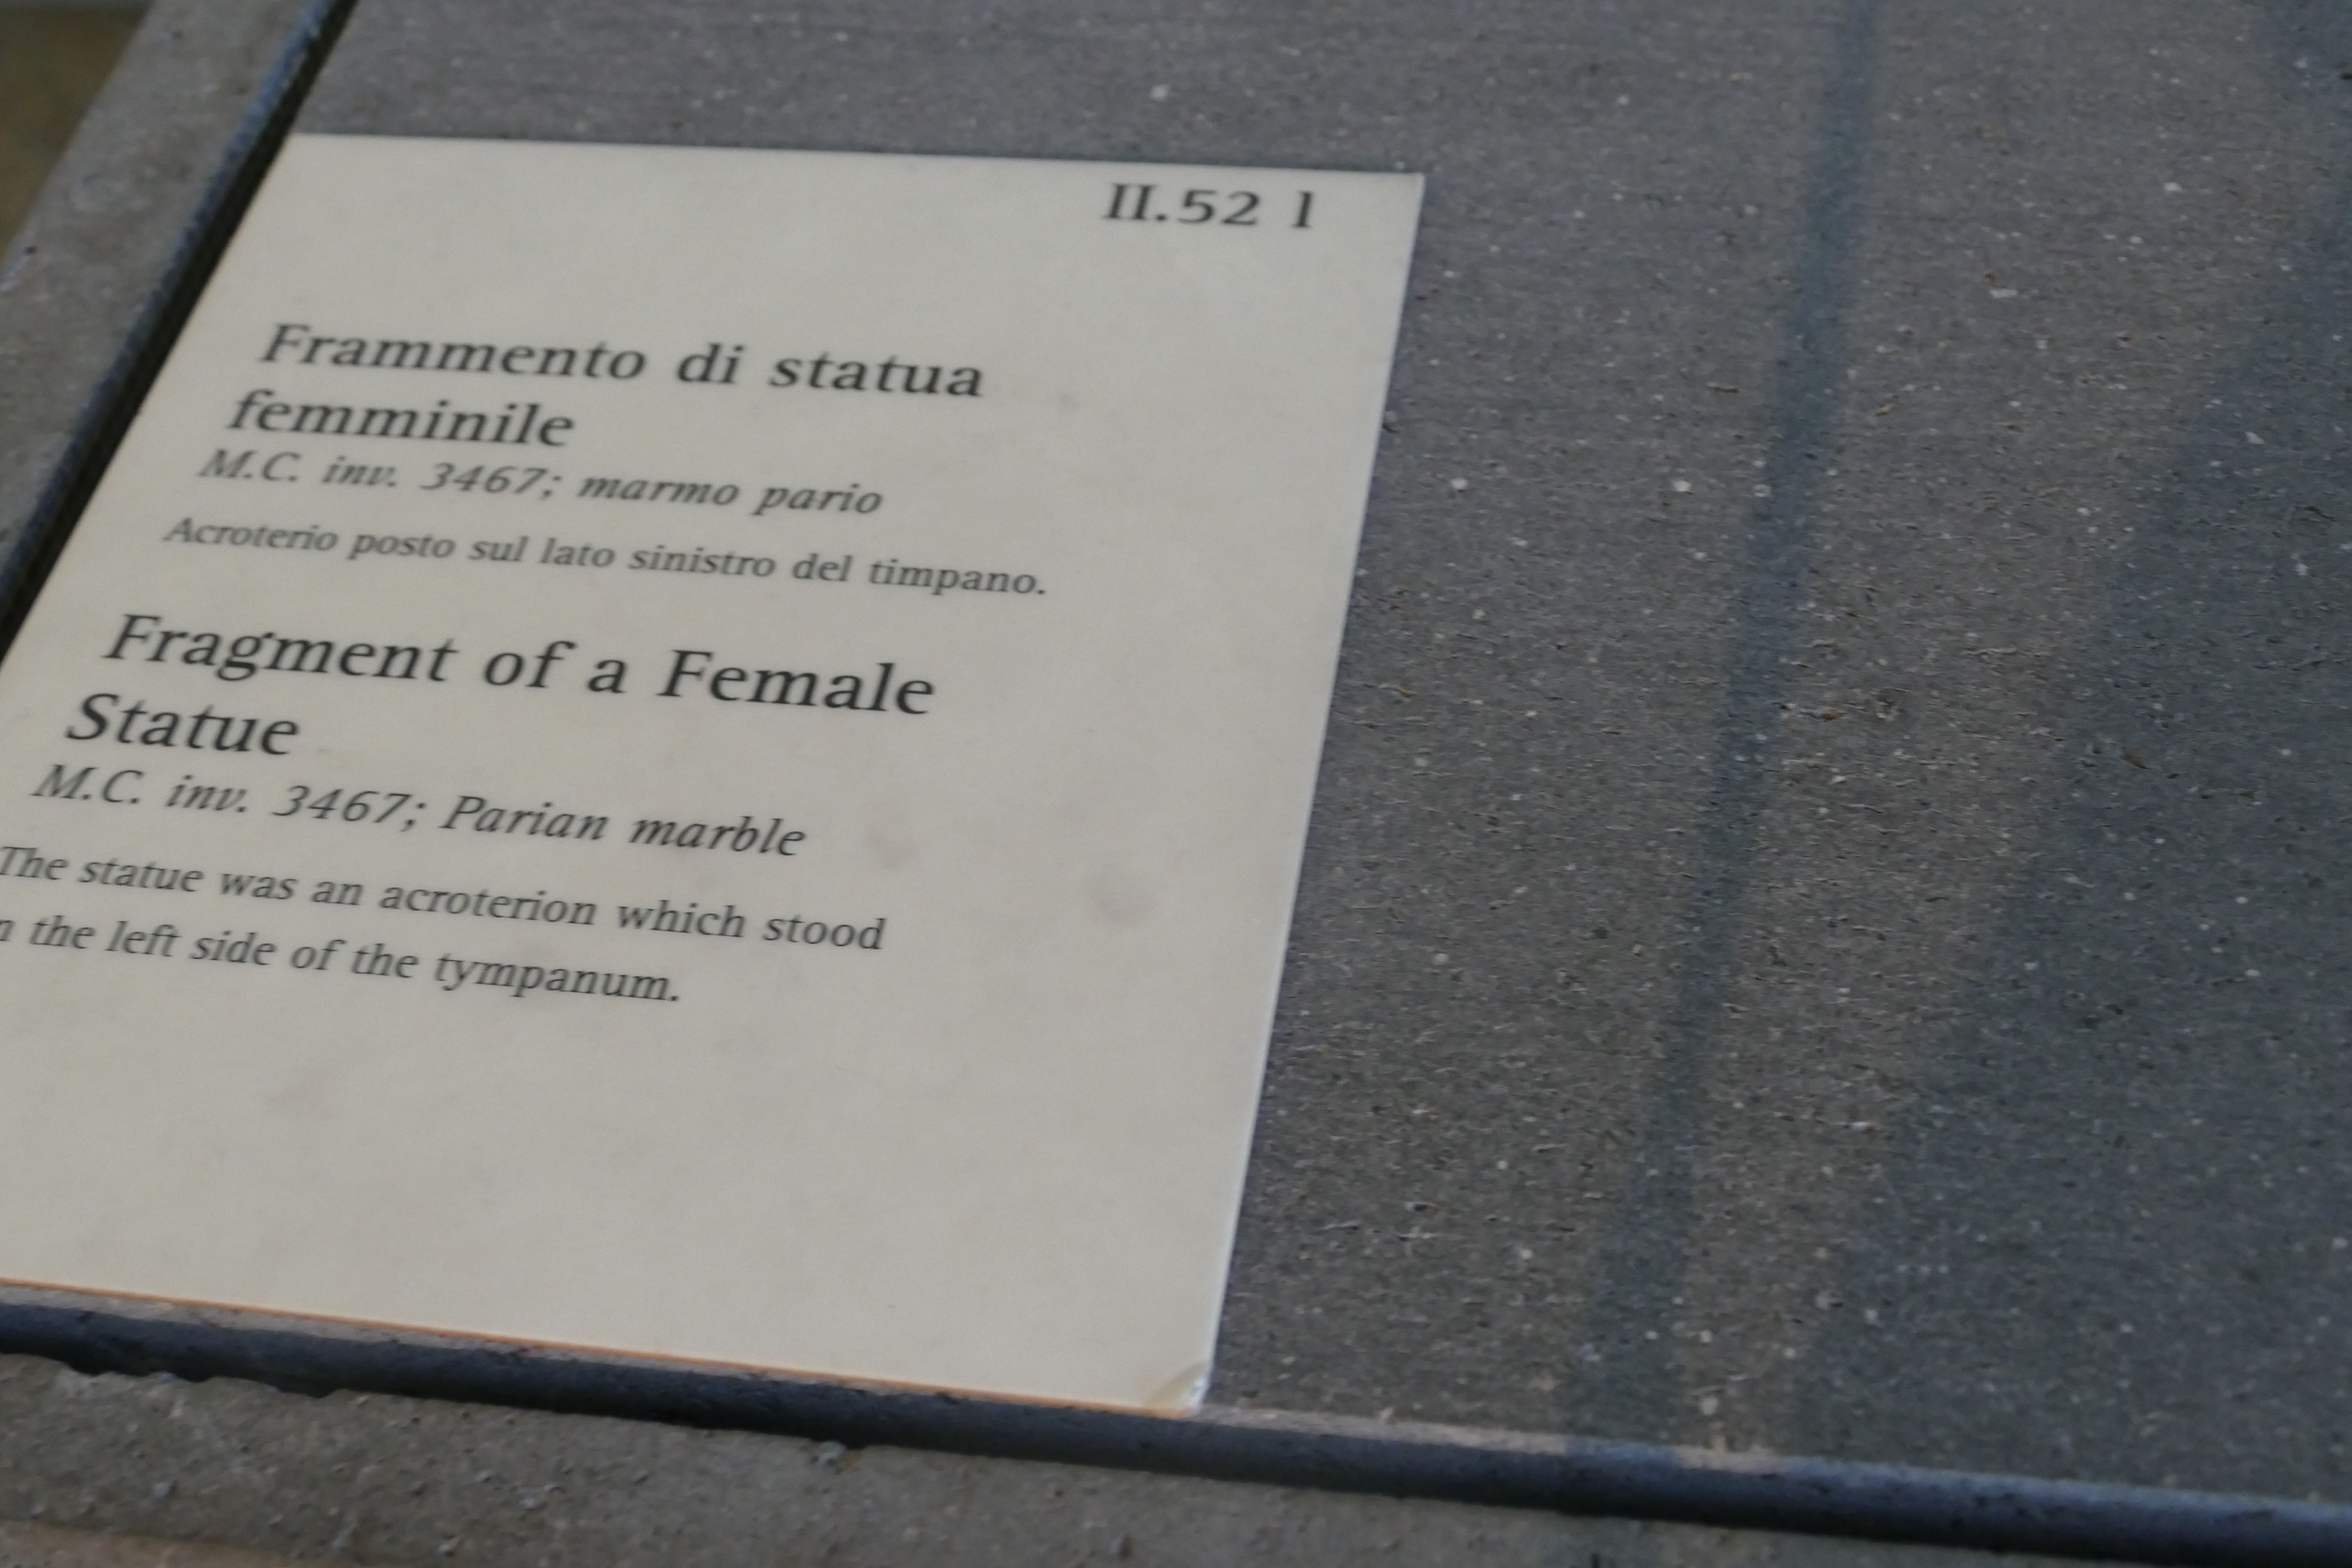 II.52 l
Frammento di statua
femminile
M.C. inv. 3467; marmo pario
Acroterio posto sul lato sinistro del timpano.
Fragment of a Female
Statue
M.C. inv. 3467; Parian marble
The statue was an acroterion which stood
the left side of the tympanum.